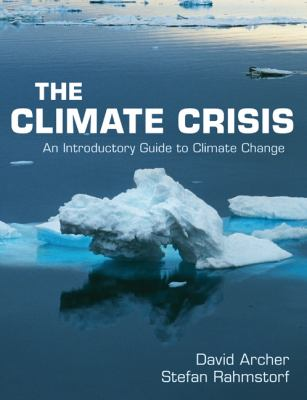 THE
CLIMATE CRISIS
An Introductory Guide to Climate Change
David Archer
Stefan Rahmstorf